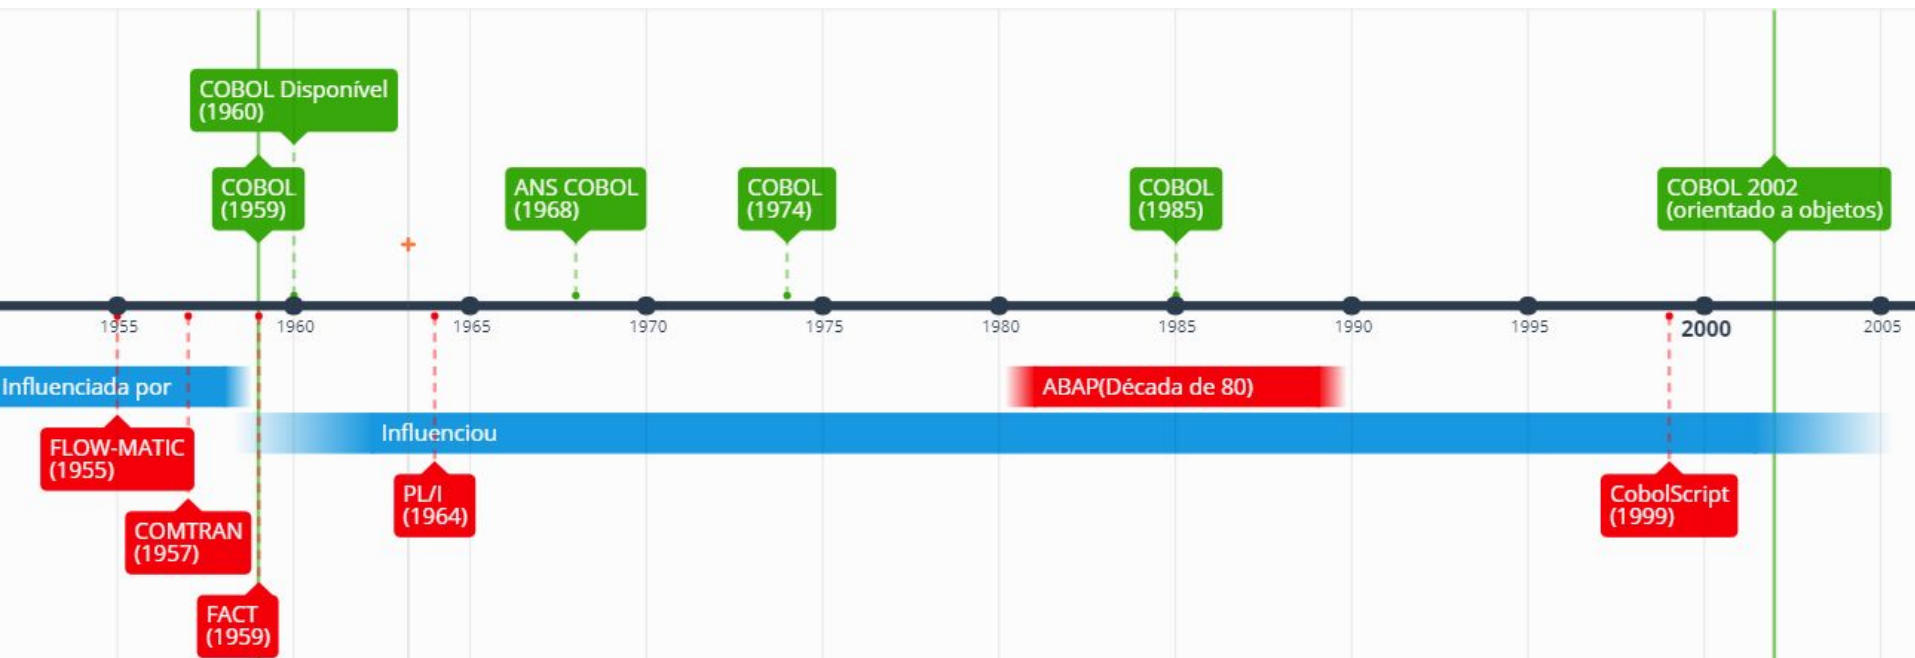 COBOL Disponível
(1960)
COBOL
(1959)
ANS COBOL
(1968)
COBOL
(1974)
COBOL
(1985)
COBOL 2002
(orientado a objetos)
1955
1960
1965
1970
1975
1980
1985
1990
1995
2000
2005
Influenciada por
ABAP(Década de 80)
Influenciou
FLOW-MATIC
(1955)
COMTRAN
(1957)
FACT
(1959)
PL/I
(1964)
CobolScript
(1999)